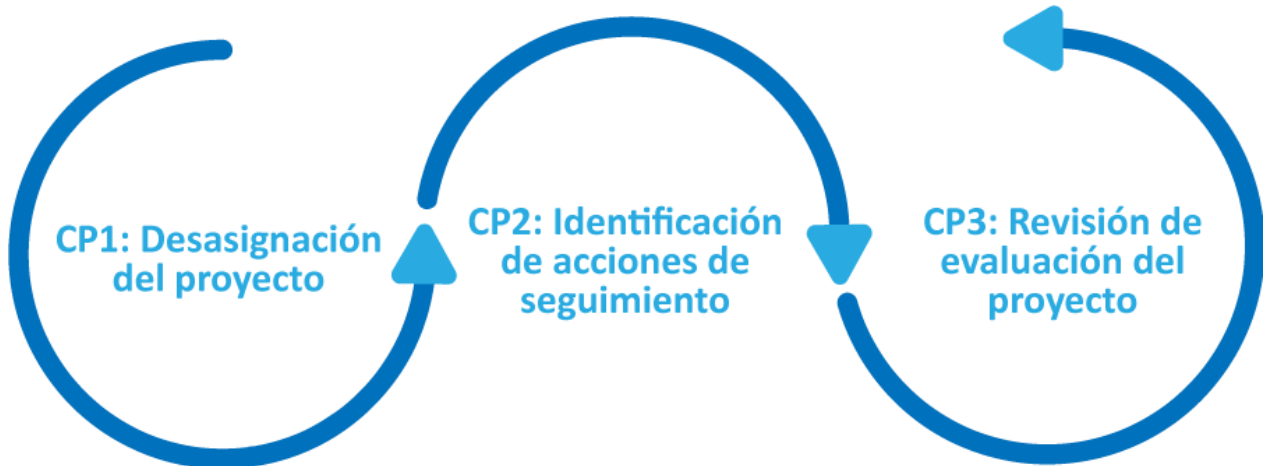 CP1: Desasignación
del proyecto
CP2: Identificación
de acciones de
seguimiento
CP3: Revisión de
evaluación del
proyecto